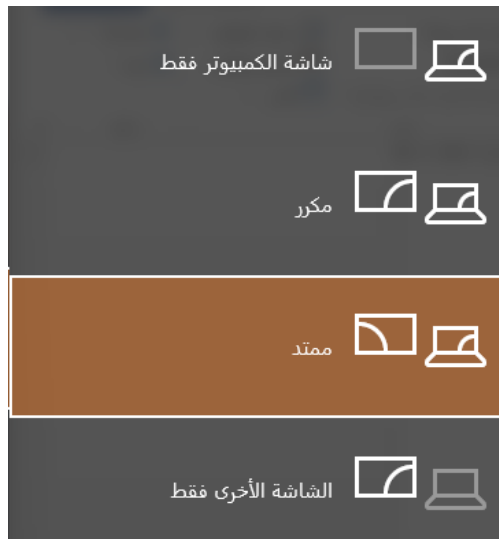 شاشة الكمبيوتر فقط
مكرر
ممتد
الشاشة الأخرى فقط